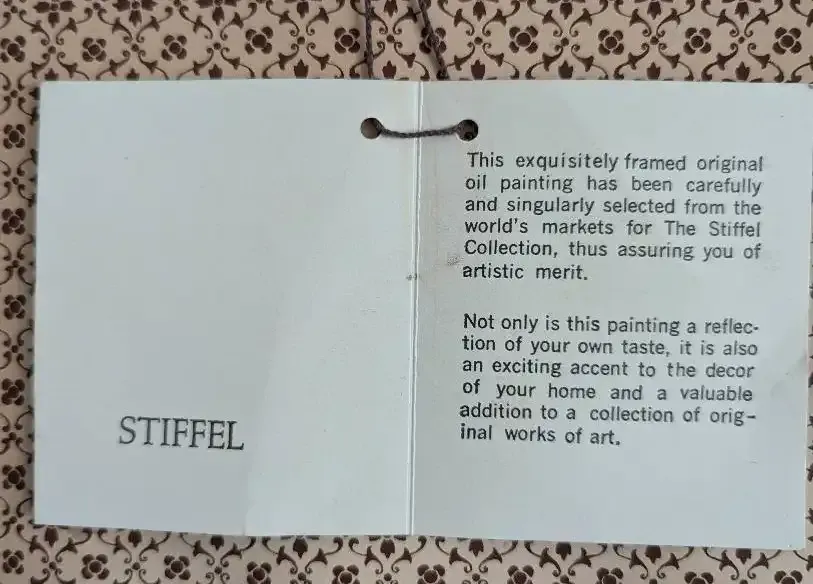 STIFFEL
This exquisitely framed original
oil painting has been carefully
and singularly selected from the
world's markets for The Stiffel
Collection, thus assuring you of
artistic merit.
Not only is this painting a reflec-
tion of your own taste, it is also
an exciting accent to the decor
of your home and a valuable
addition to a collection of orig-
inal works of art.